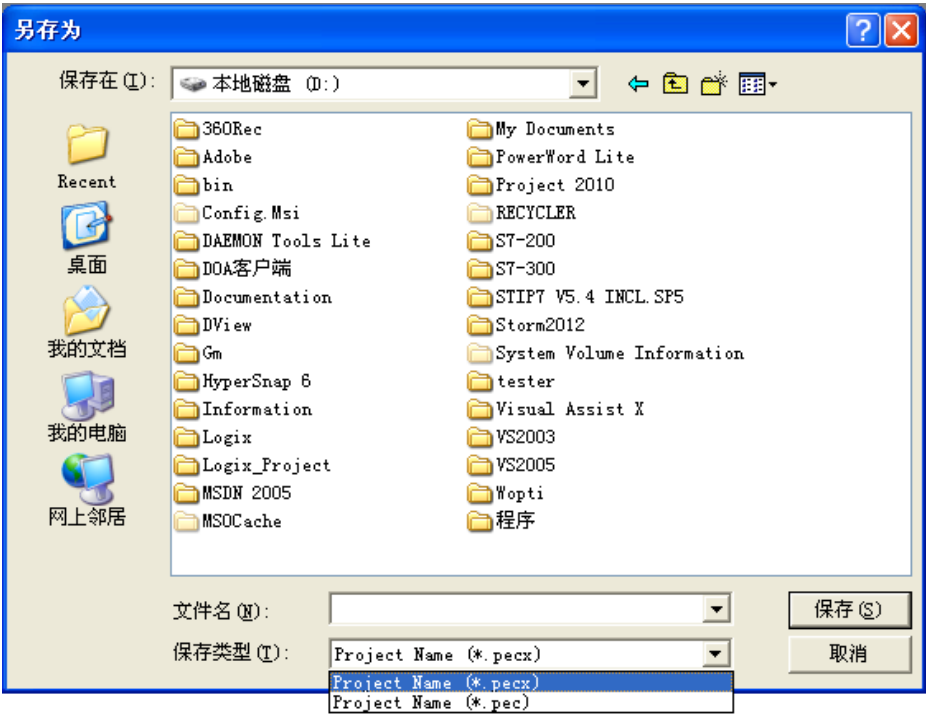 另存为
保存在(I):
本地磁盘 (D:)
Recent
桌面
我的文档
我的电脑
网上邻居
360Rec
Adobe
bin
Config.Msi
DAEMON Tools Lite
DOA客户端
Documentation
DView
Gm
HyperSnap 6
Information
Logix
Logix_Project
MSDN 2005
MSOCache
My Documents
PowerWord Lite
Project 2010
RECYCLER
S7-200
S7-300
STIP7 V5.4 INCL.SP5
Storm2012
System Volume Information
tester
Visual Assist X
VS2003
VS2005
Wopti
程序
文件名(N):
保存(S)
保存类型(T):
Project Name (*.pecx)
取消
Project Name (*.pecx)
Project Name (*.pec)